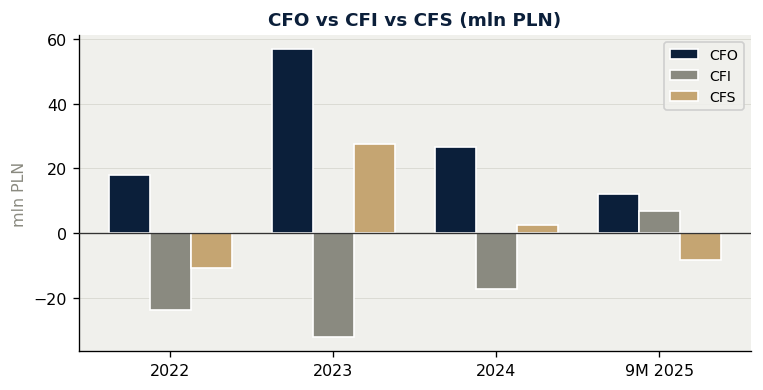 CFO vs CFI vs CFS (mln PLN)
60
40
20
0
−20
mln PLN
CFO
CFI
CFS
2022 2023 2024 9M 2025